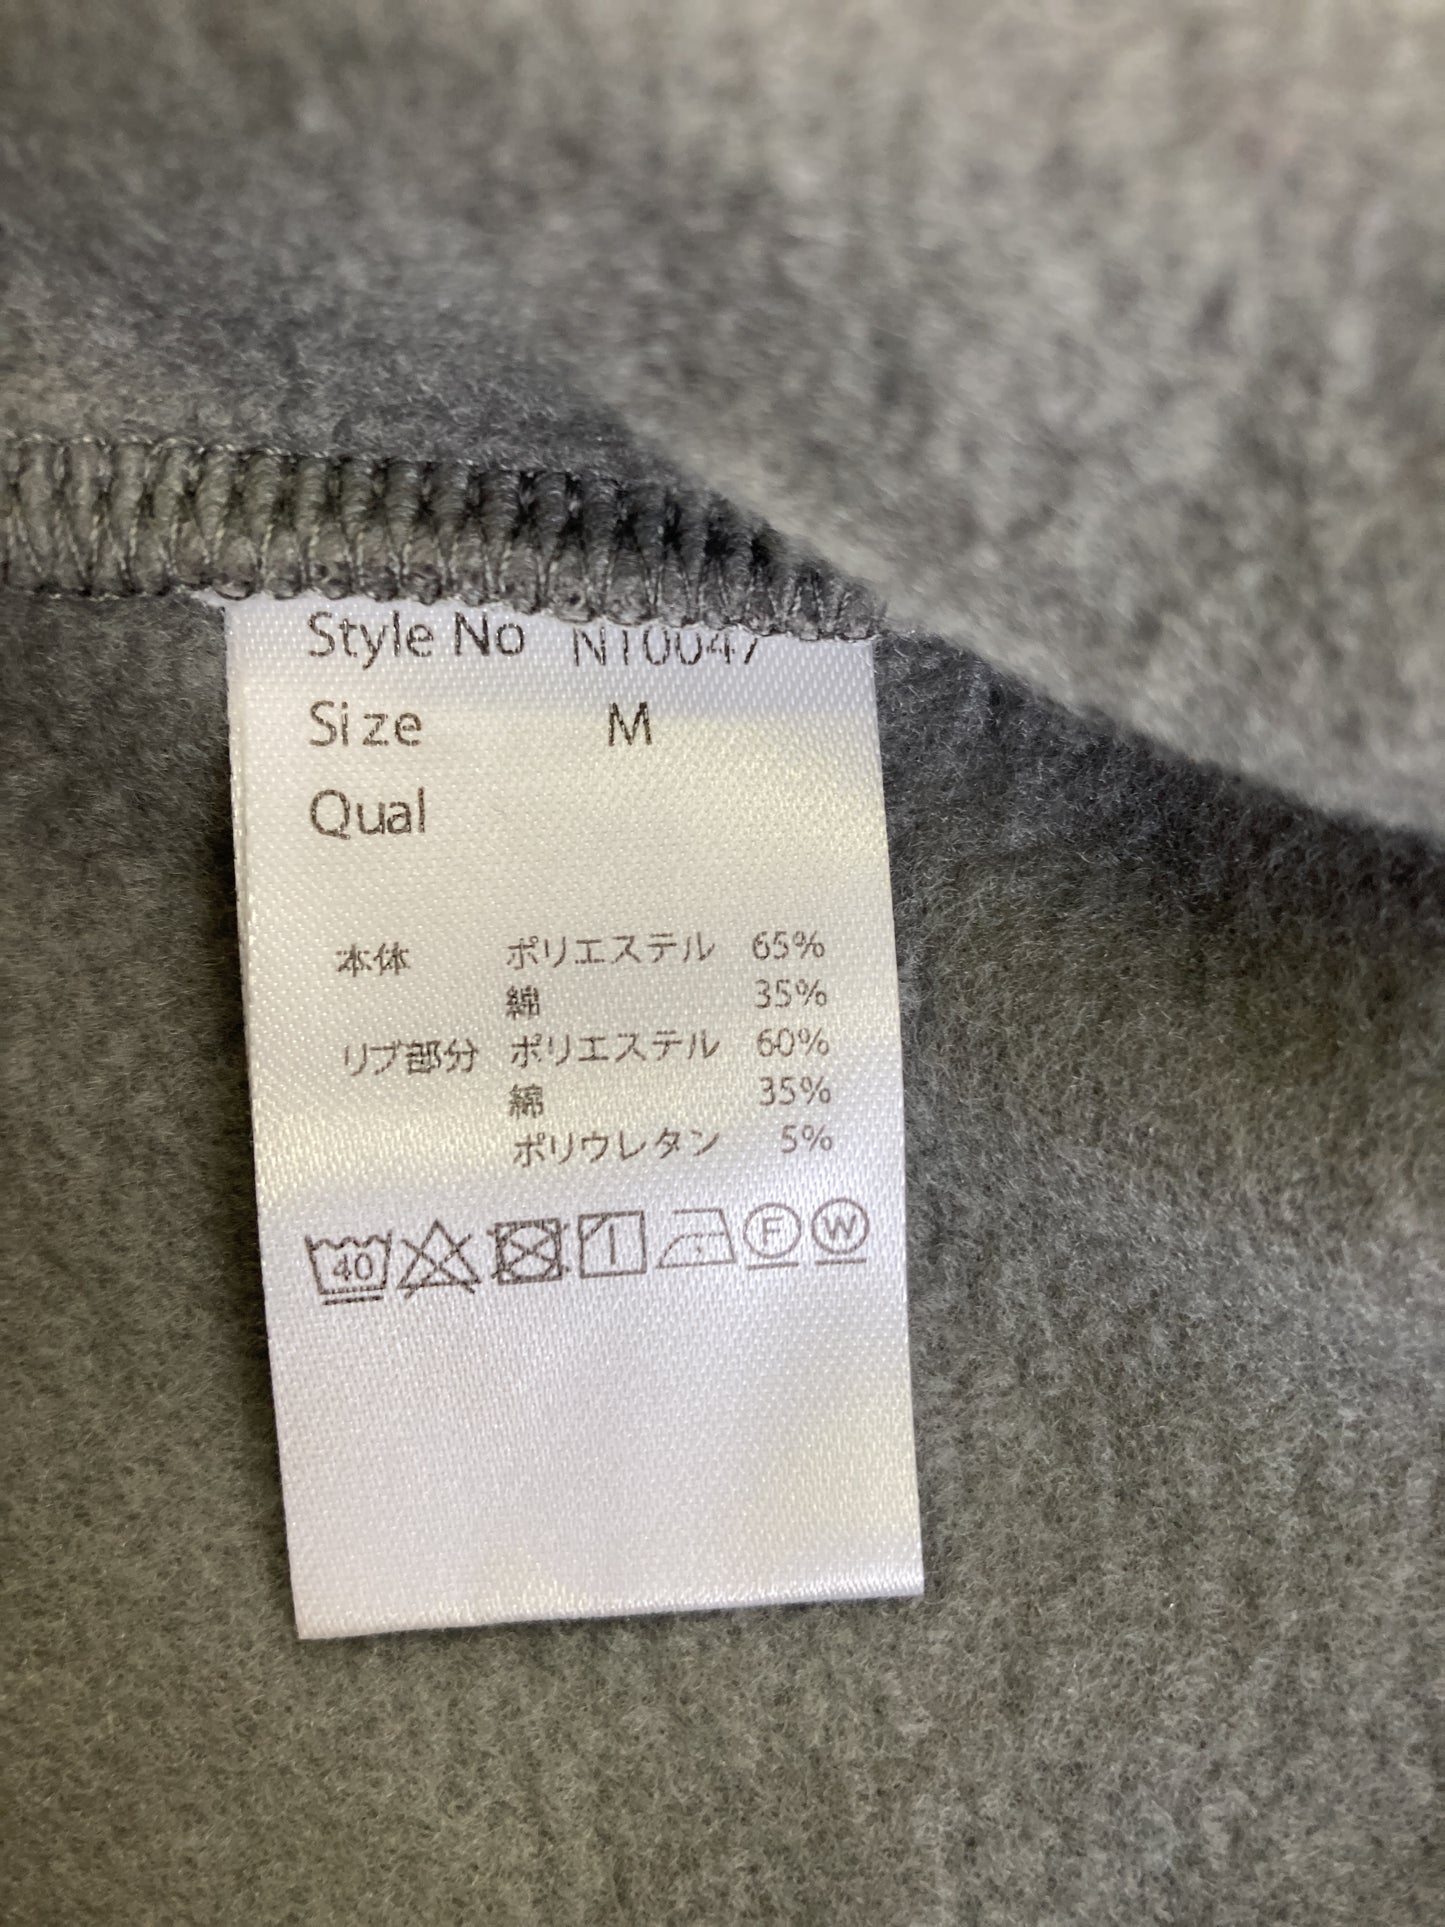 Style No NT0047
Size M
Qual
本体 ポリエステル 65%
綿 35%
リブ部分 ポリエステル 60%
綿 35%
ポリウレタン 5%
40 F W